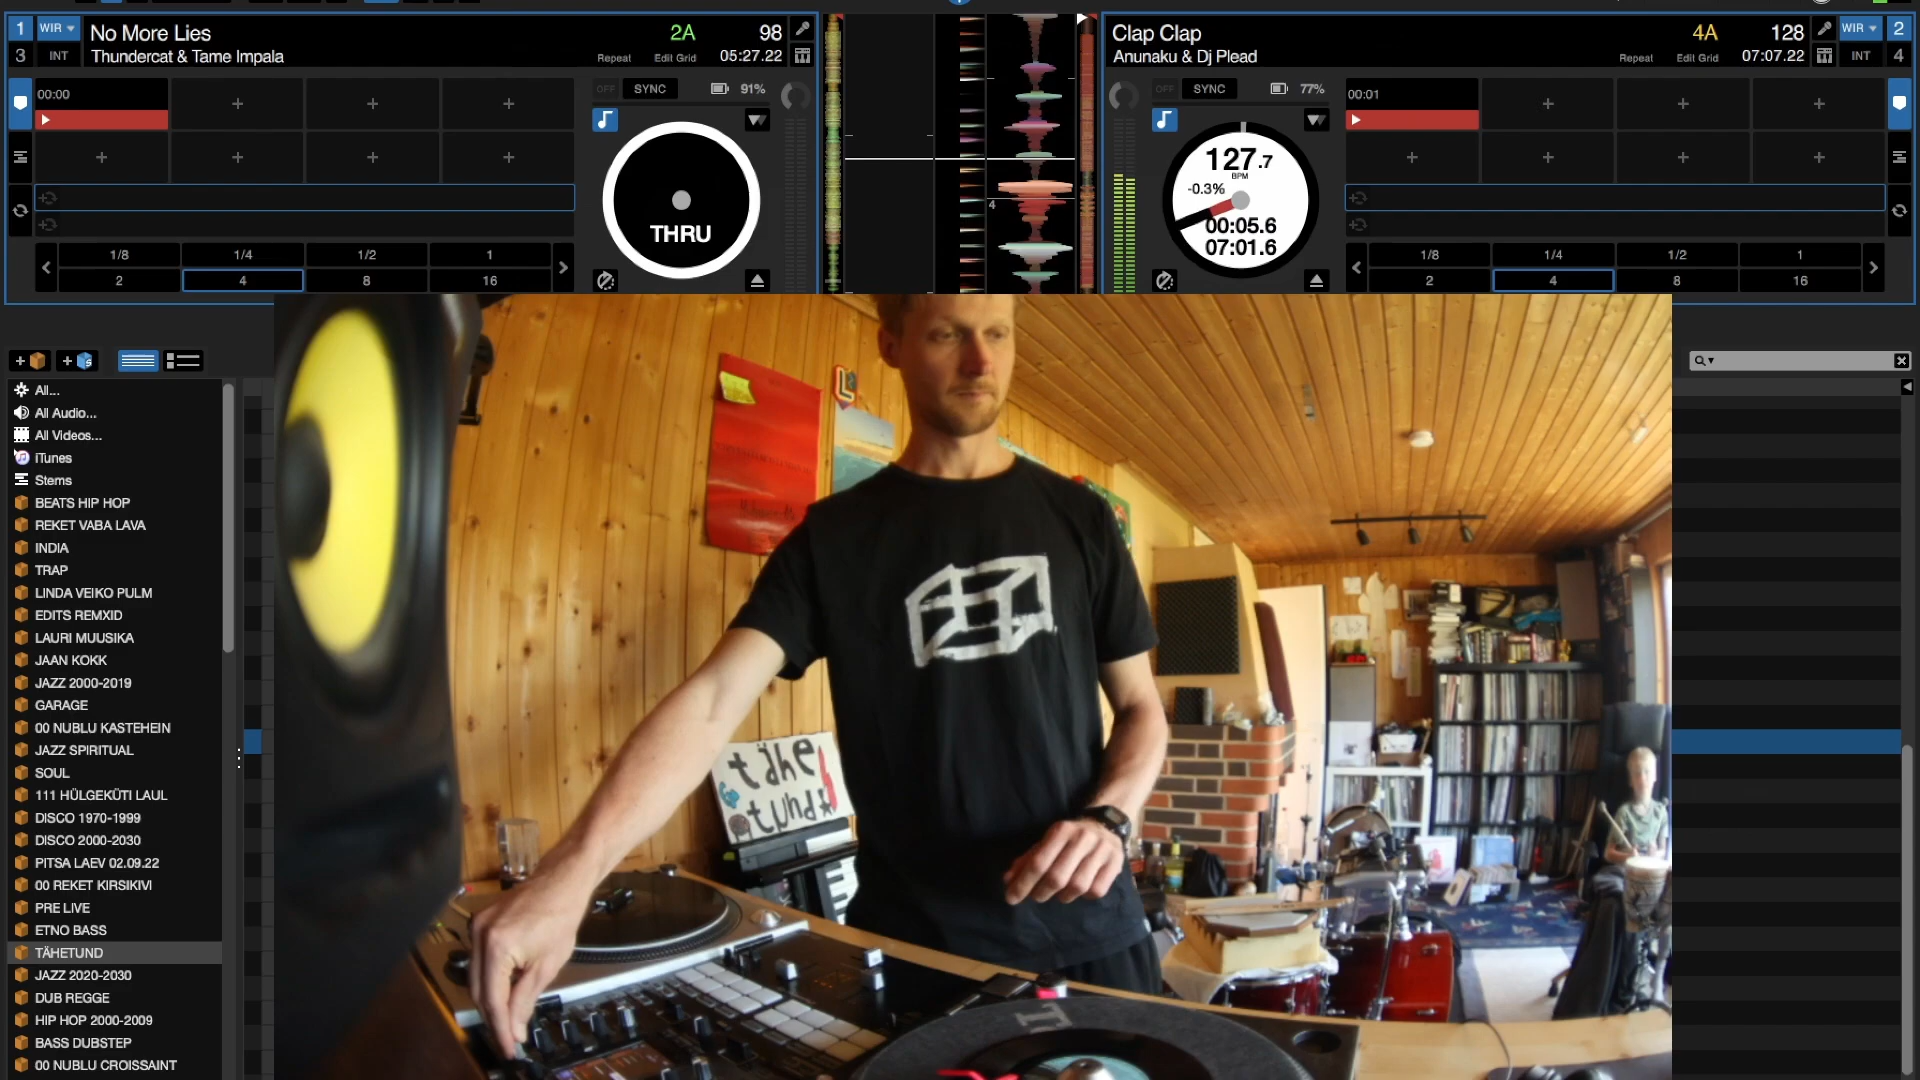 1 WIR No More Lies 2A 98
3 INT Thundercat & Tame Impala Repeat Edit Grid 05:27.22
Clap Clap 4A 128 WIR 2
Anunaku & Dj Plead Repeat Edit Grid 07:07.22 INT 4
00:00
OFF SYNC 91%
THRU
1/8 1/4 1/2 1
2 4 8 16
4
OFF SYNC 77%
127.7
BPM
-0.3%
00:05.6
07:01.6
00:01
1/8 1/4 1/2 1
2 4 8 16
All...
All Audio...
All Videos...
iTunes
Stems
BEATS HIP HOP
REKET VABA LAVA
INDIA
TRAP
LINDA VEIKO PULM
EDITS REMXID
LAURI MUUSIKA
JAAN KOKK
JAZZ 2000-2019
GARAGE
00 NUBLU KASTEHEIN
JAZZ SPIRITUAL
SOUL
111 HÜLGEKÜTI LAUL
DISCO 1970-1999
DISCO 2000-2030
PITSA LAEV 02.09.22
00 REKET KIRSIKIVI
PRE LIVE
ETNO BASS
TÄHETUND
JAZZ 2020-2030
DUB REGGE
HIP HOP 2000-2009
BASS DUBSTEP
00 NUBLU CROISSAINT
tähe
tund